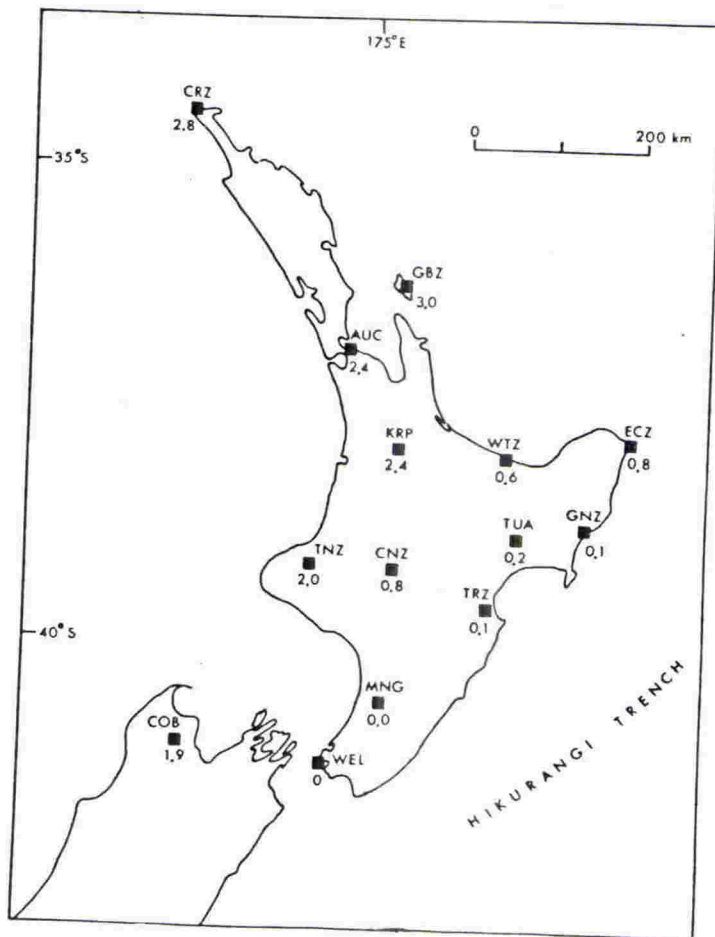 175°E
CRZ
2.8
0 200 km
35°S
GBZ
3.0
AUC
2.4
KRP
2.4
WTZ
0.6
ECZ
0.8
TUA
0.2
GNZ
0.1
TNZ
2.0
CNZ
0.8
TRZ
0.1
40°S
MNG
0.0
COB
1.9
WEL
0
HIKURANGI TRENCH